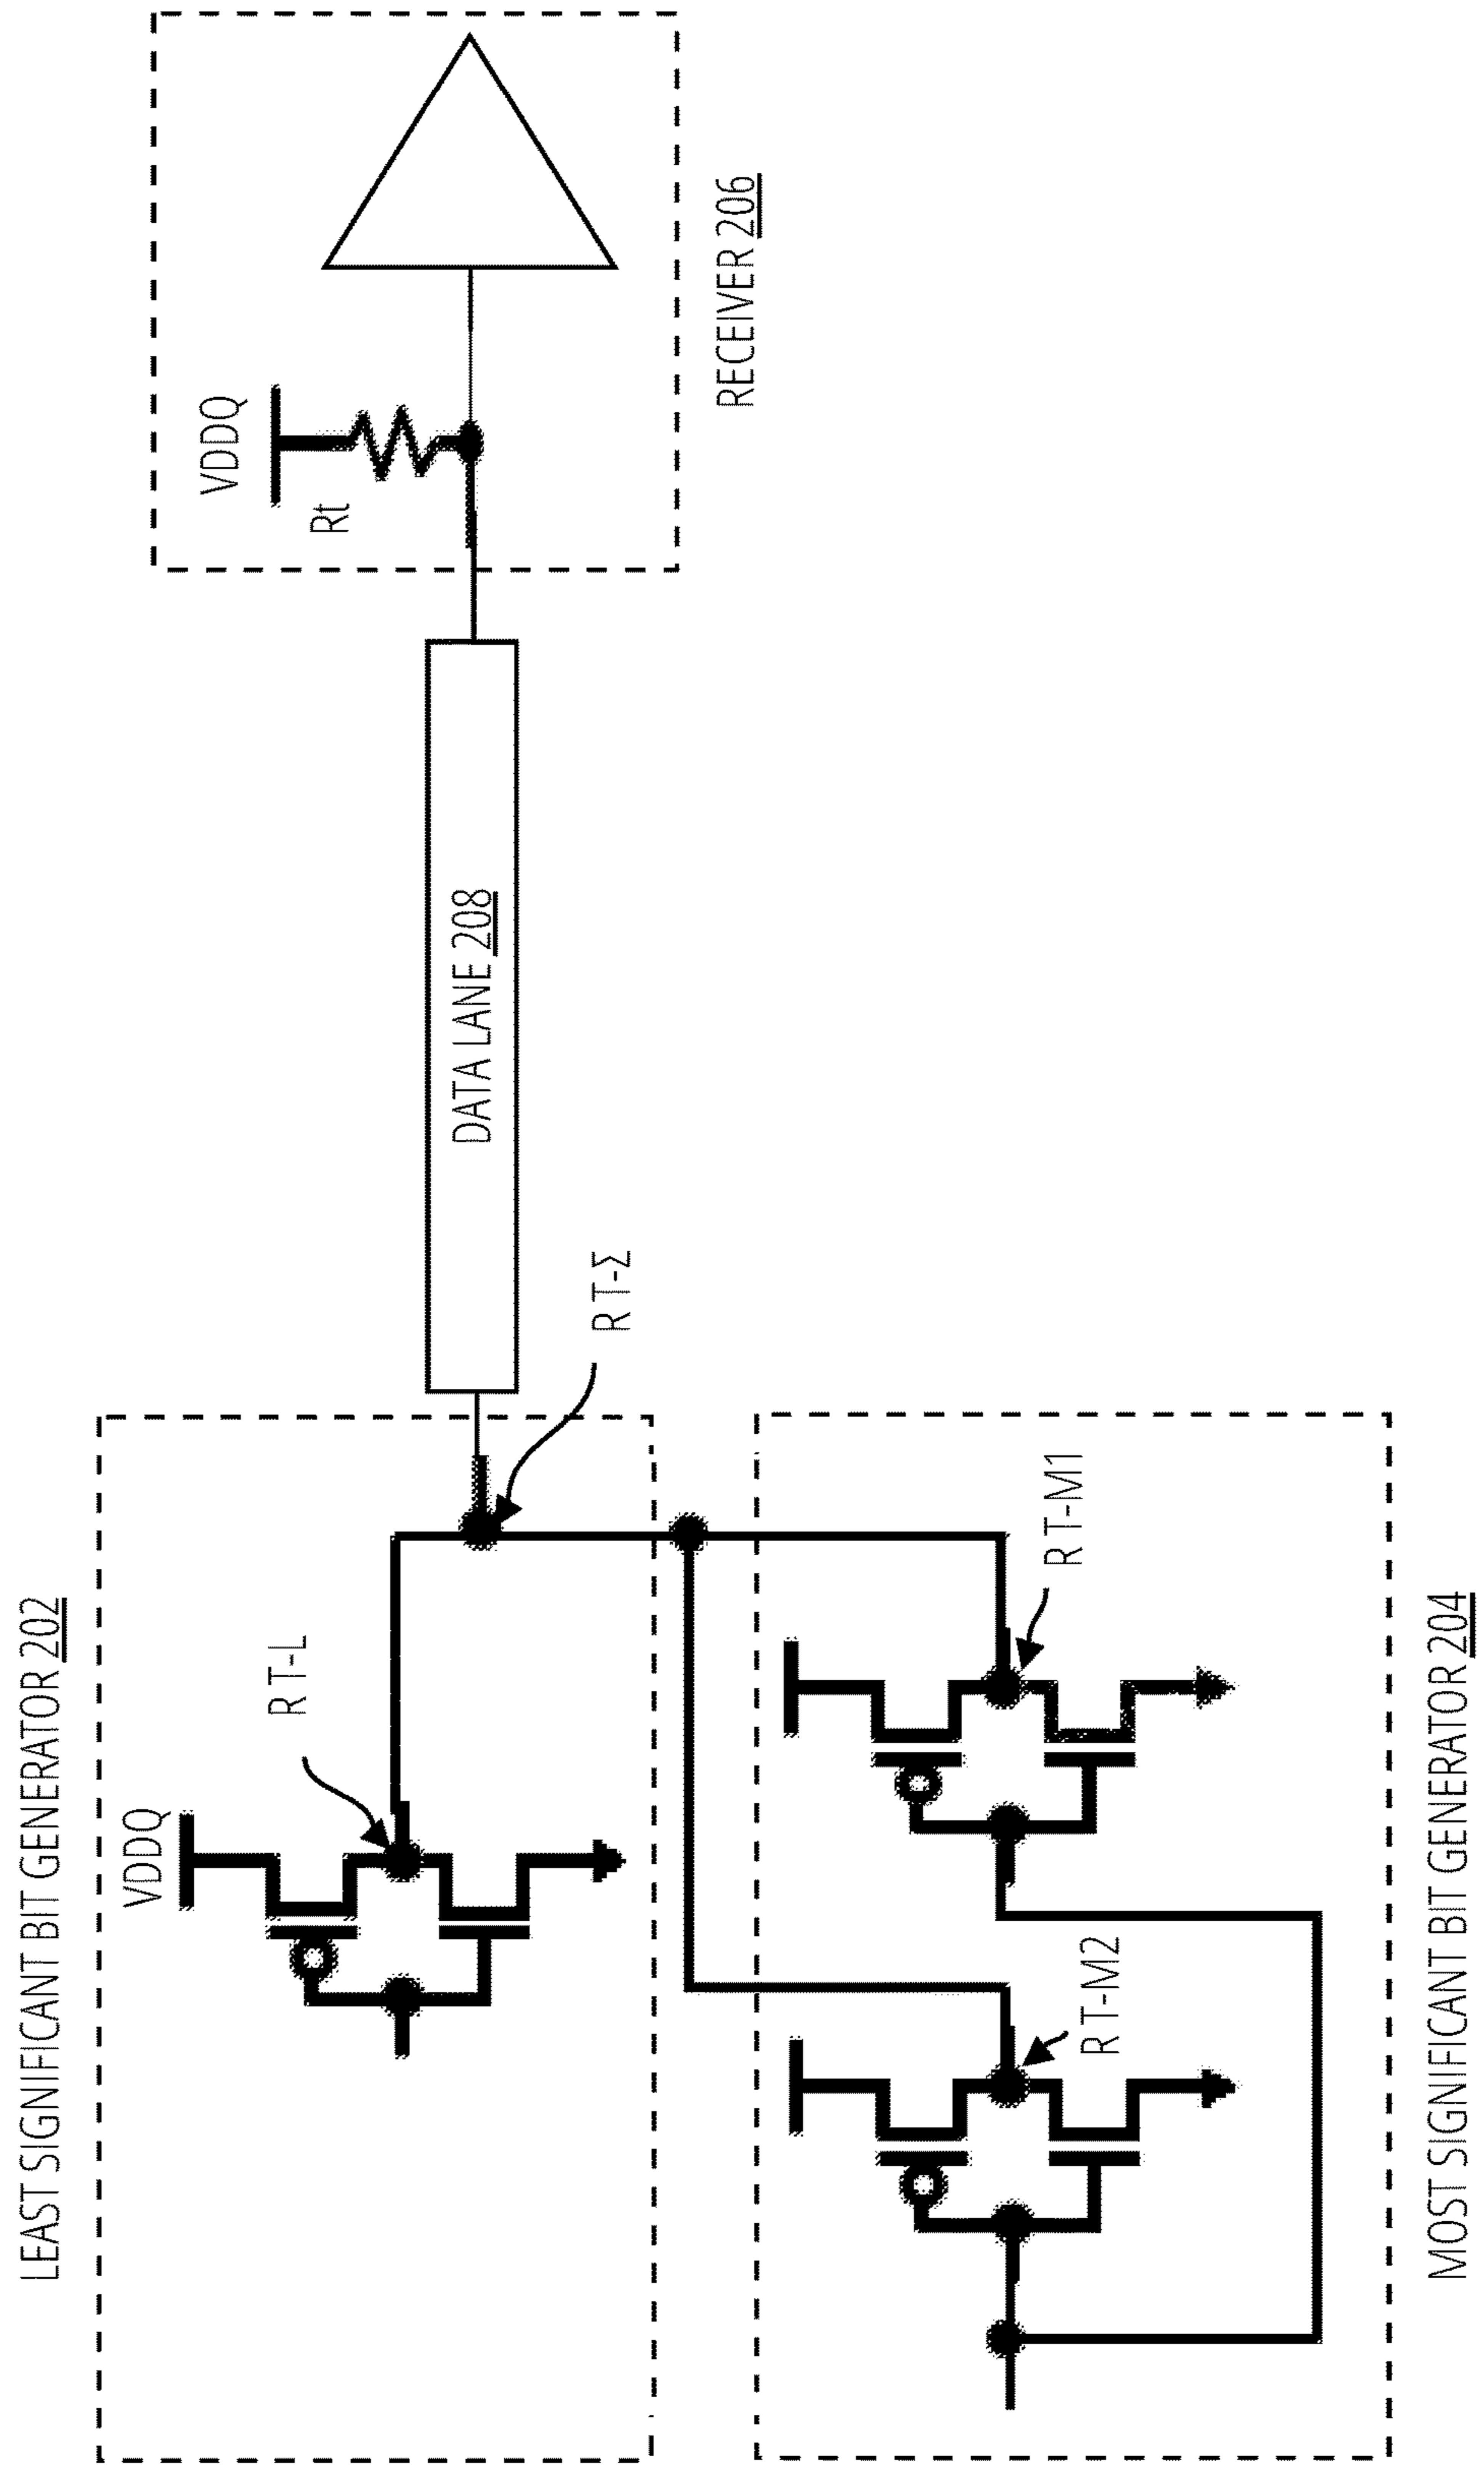 LEAST SIGNIFICANT BIT GENERATOR 202
VDDQ
R T-L
R T-Σ
DATA LANE 208
VDDQ
Rt
RECEIVER 206
R T-M2
R T-M1
MOST SIGNIFICANT BIT GENERATOR 204